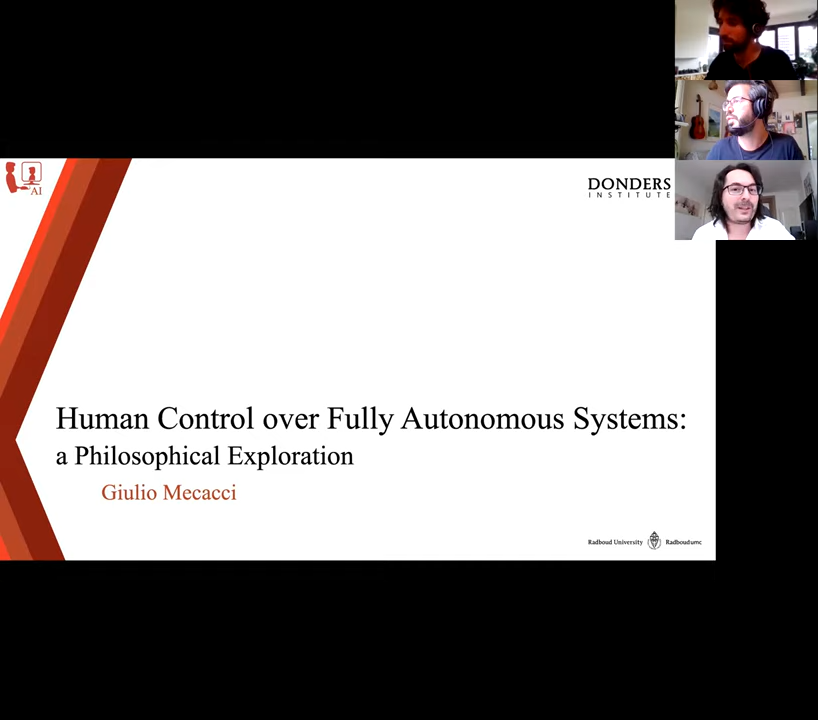 AI
DONDERS
INSTITUTE
Human Control over Fully Autonomous Systems:
a Philosophical Exploration
Giulio Mecacci
Radboud University Radboudumc